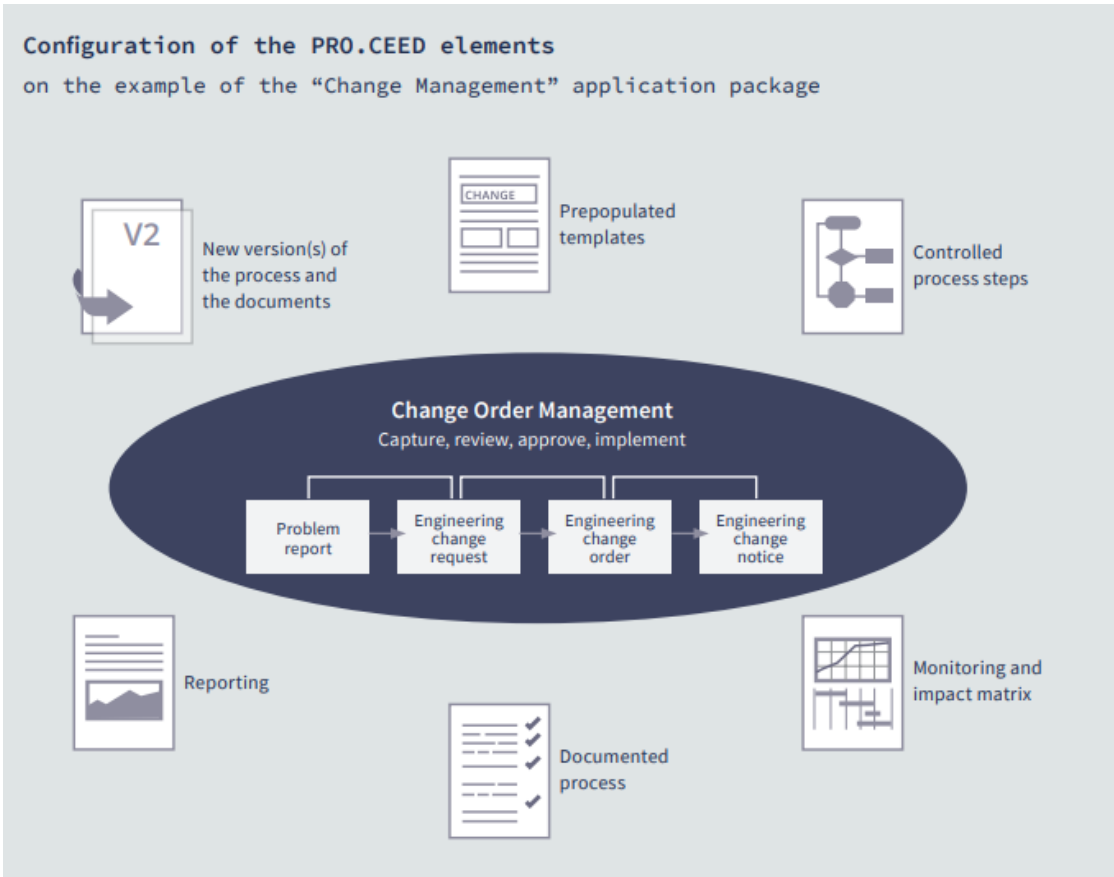 Configuration of the PRO.CEED elements
on the example of the “Change Management” application package
CHANGE
Prepopulated
templates
V2
New version(s) of
the process and
the documents
Controlled
process steps
Change Order Management
Capture, review, approve, implement
Problem
report
Engineering
change
request
Engineering
change
order
Engineering
change
notice
Reporting
Monitoring and
impact matrix
Documented
process